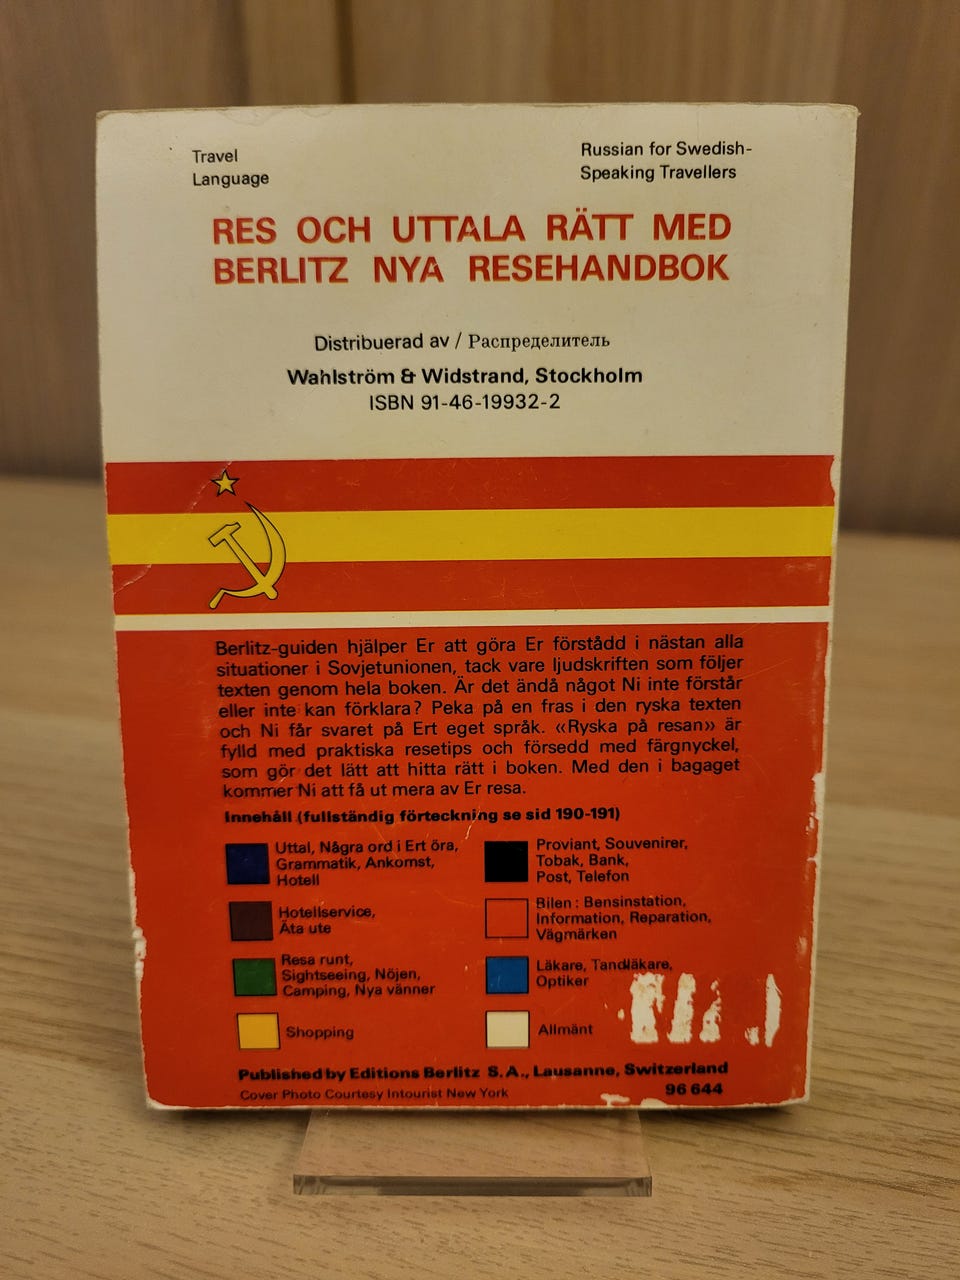 Travel
Language
Russian for Swedish-
Speaking Travellers
RES OCH UTTALA RÄTT MED
BERLITZ NYA RESEHANDBOK
Distribuerad av / Распределитель
Wahlström & Widstrand, Stockholm
ISBN 91-46-19932-2
Berlitz-guiden hjälper Er att göra Er förstådd i nästan alla
situationer i Sovjetunionen, tack vare ljudskriften som följer
texten genom hela boken. Är det ändå något Ni inte förstår
eller inte kan förklara? Peka på en fras i den ryska texten
och Ni får svaret på Ert eget språk. «Ryska på resan» är
fylld med praktiska resetips och försedd med färgnyckel,
som gör det lätt att hitta rätt i boken. Med den i bagaget
kommer Ni att få ut mera av Er resa.
Innehåll (fullständig förteckning se sid 190-191)
Uttal, Några ord i Ert öra,
Grammatik, Ankomst,
Hotell
Hotellservice,
Äta ute
Resa runt,
Sightseeing, Nöjen,
Camping, Nya vänner
Shopping
Proviant, Souvenirer,
Tobak, Bank,
Post, Telefon
Bilen: Bensinstation,
Information, Reparation,
Vägmärken
Läkare, Tandläkare,
Optiker
Allmänt
Published by Editions Berlitz S.A., Lausanne, Switzerland
Cover Photo Courtesy Intourist New York
96 644